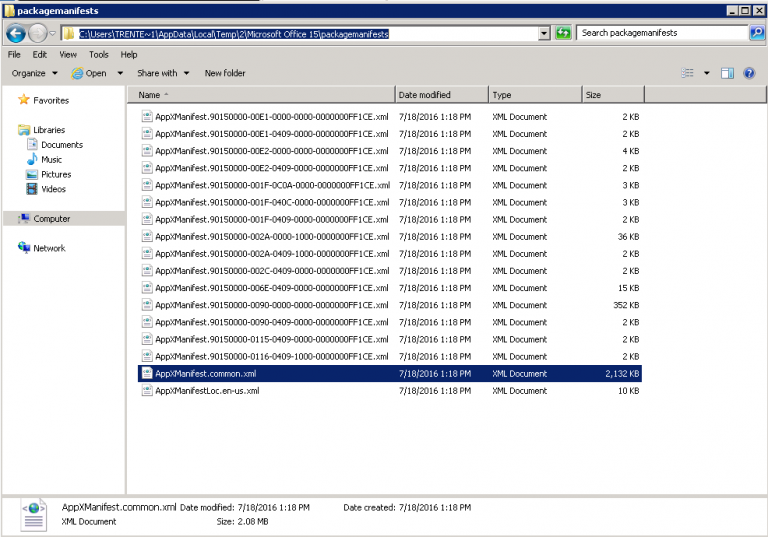 packagemanifests
C:\Users\TRENTE~1\AppData\Local\Temp\2\Microsoft Office 15\packagemanifests
Search packagemanifests
File Edit View Tools Help
Organize Open Share with New folder
Favorites
Libraries
Documents
Music
Pictures
Videos
Computer
Network
Name Date modified Type Size
AppXManifest.90150000-00E1-0000-0000-0000000FF1CE.xml 7/18/2016 1:18 PM XML Document 2 KB
AppXManifest.90150000-00E1-0409-0000-0000000FF1CE.xml 7/18/2016 1:18 PM XML Document 2 KB
AppXManifest.90150000-00E2-0000-0000-0000000FF1CE.xml 7/18/2016 1:18 PM XML Document 4 KB
AppXManifest.90150000-00E2-0409-0000-0000000FF1CE.xml 7/18/2016 1:18 PM XML Document 2 KB
AppXManifest.90150000-001F-0C0A-0000-0000000FF1CE.xml 7/18/2016 1:18 PM XML Document 3 KB
AppXManifest.90150000-001F-040C-0000-0000000FF1CE.xml 7/18/2016 1:18 PM XML Document 3 KB
AppXManifest.90150000-001F-0409-0000-0000000FF1CE.xml 7/18/2016 1:18 PM XML Document 2 KB
AppXManifest.90150000-002A-0000-1000-0000000FF1CE.xml 7/18/2016 1:18 PM XML Document 36 KB
AppXManifest.90150000-002A-0409-1000-0000000FF1CE.xml 7/18/2016 1:18 PM XML Document 2 KB
AppXManifest.90150000-002C-0409-0000-0000000FF1CE.xml 7/18/2016 1:18 PM XML Document 2 KB
AppXManifest.90150000-006E-0409-0000-0000000FF1CE.xml 7/18/2016 1:18 PM XML Document 15 KB
AppXManifest.90150000-0090-0000-0000-0000000FF1CE.xml 7/18/2016 1:18 PM XML Document 352 KB
AppXManifest.90150000-0090-0409-0000-0000000FF1CE.xml 7/18/2016 1:18 PM XML Document 2 KB
AppXManifest.90150000-0115-0409-0000-0000000FF1CE.xml 7/18/2016 1:18 PM XML Document 2 KB
AppXManifest.90150000-0116-0409-1000-0000000FF1CE.xml 7/18/2016 1:18 PM XML Document 2 KB
AppXManifest.common.xml 7/18/2016 1:18 PM XML Document 2,132 KB
AppXManifestLoc.en-us.xml 7/18/2016 1:18 PM XML Document 10 KB
AppXManifest.common.xml Date modified: 7/18/2016 1:18 PM Date created: 7/18/2016 1:18 PM
XML Document Size: 2.08 MB